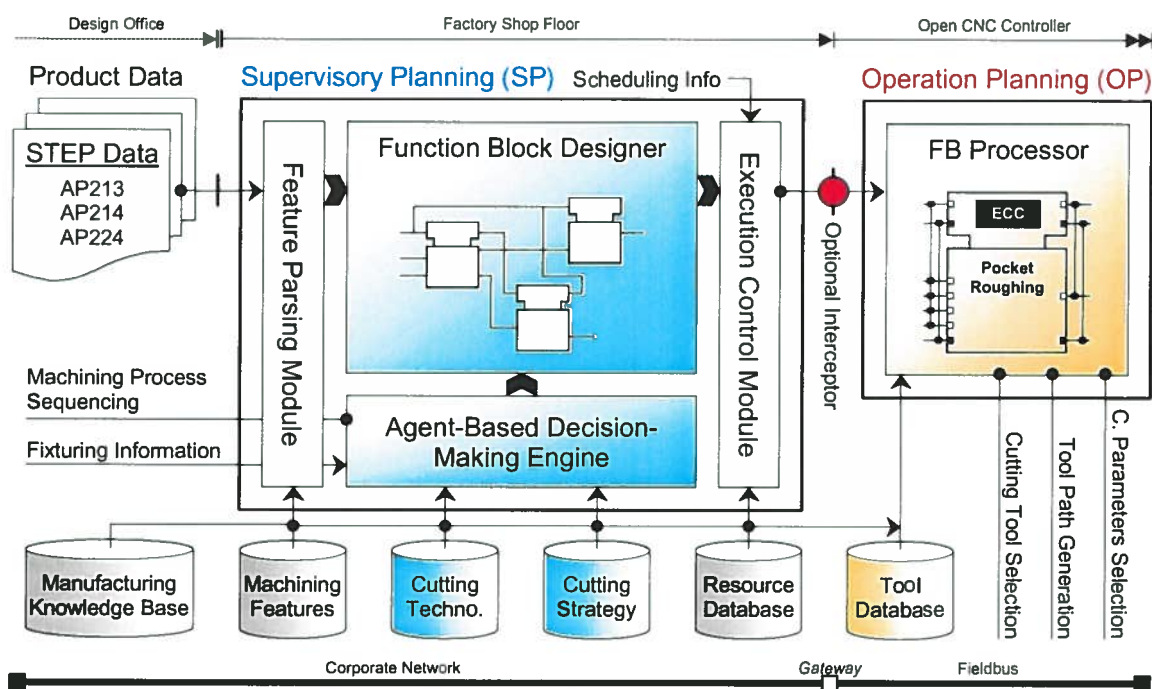 Design Office
Factory Shop Floor
Open CNC Controller
Product Data
Supervisory Planning (SP)
Scheduling Info
Operation Planning (OP)
STEP Data
AP213
AP214
AP224
Feature Parsing Module
Function Block Designer
Execution Control Module
Optional Interceptor
FB Processor
ECC
Pocket
Roughing
Machining Process
Sequencing
Fixturing Information
Agent-Based Decision-
Making Engine
Cutting Tool Selection
Tool Path Generation
C. Parameters Selection
Manufacturing
Knowledge Base
Machining
Features
Cutting
Techno.
Cutting
Strategy
Resource
Database
Tool
Database
Corporate Network
Gateway
Fieldbus